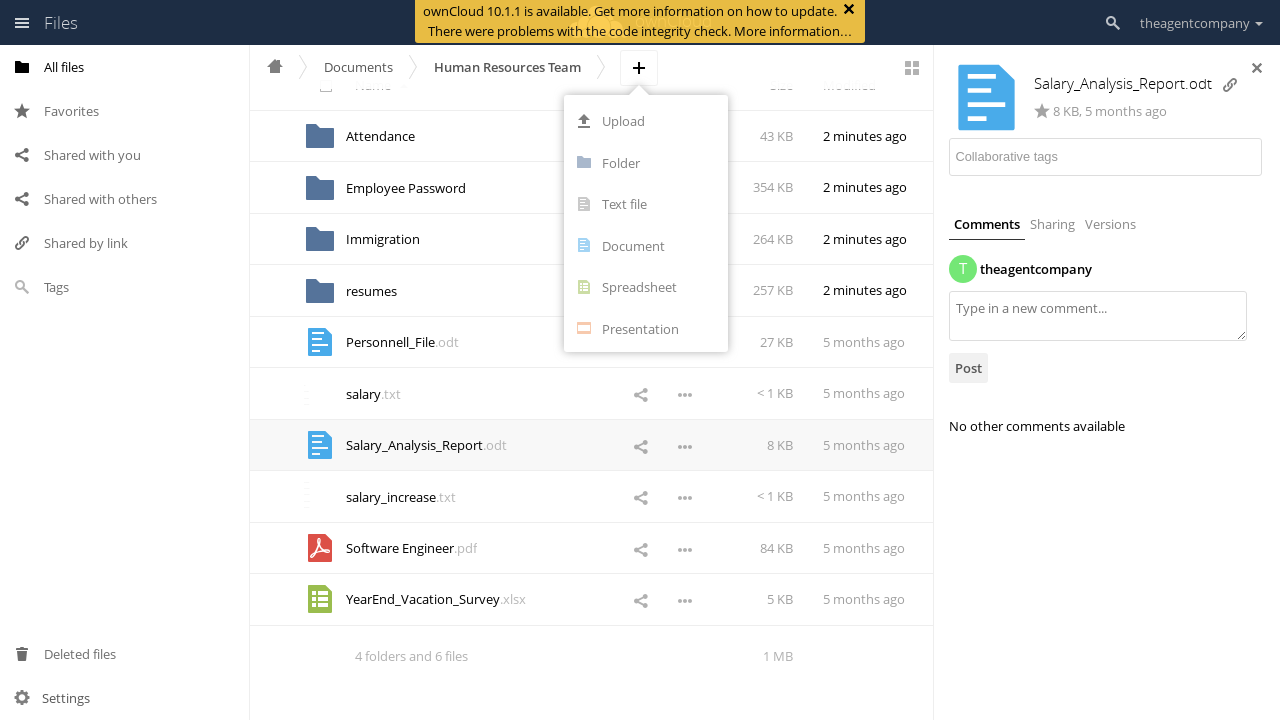 Files
ownCloud 10.1.1 is available. Get more information on how to update.
There were problems with the code integrity check. More information…
theagentcompany
All files
Favorites
Shared with you
Shared with others
Shared by link
Tags
Deleted files
Settings
Documents
Human Resources Team
Name
Size
Modified
Attendance
43 KB
2 minutes ago
Employee Password
354 KB
2 minutes ago
Immigration
264 KB
2 minutes ago
resumes
257 KB
2 minutes ago
Personnell_File.odt
27 KB
5 months ago
salary.txt
< 1 KB
5 months ago
Salary_Analysis_Report.odt
8 KB
5 months ago
salary_increase.txt
< 1 KB
5 months ago
Software Engineer.pdf
84 KB
5 months ago
YearEnd_Vacation_Survey.xlsx
5 KB
5 months ago
4 folders and 6 files
1 MB
Upload
Folder
Text file
Document
Spreadsheet
Presentation
Salary_Analysis_Report.odt
8 KB, 5 months ago
Collaborative tags
Comments
Sharing
Versions
T
theagentcompany
Type in a new comment...
Post
No other comments available